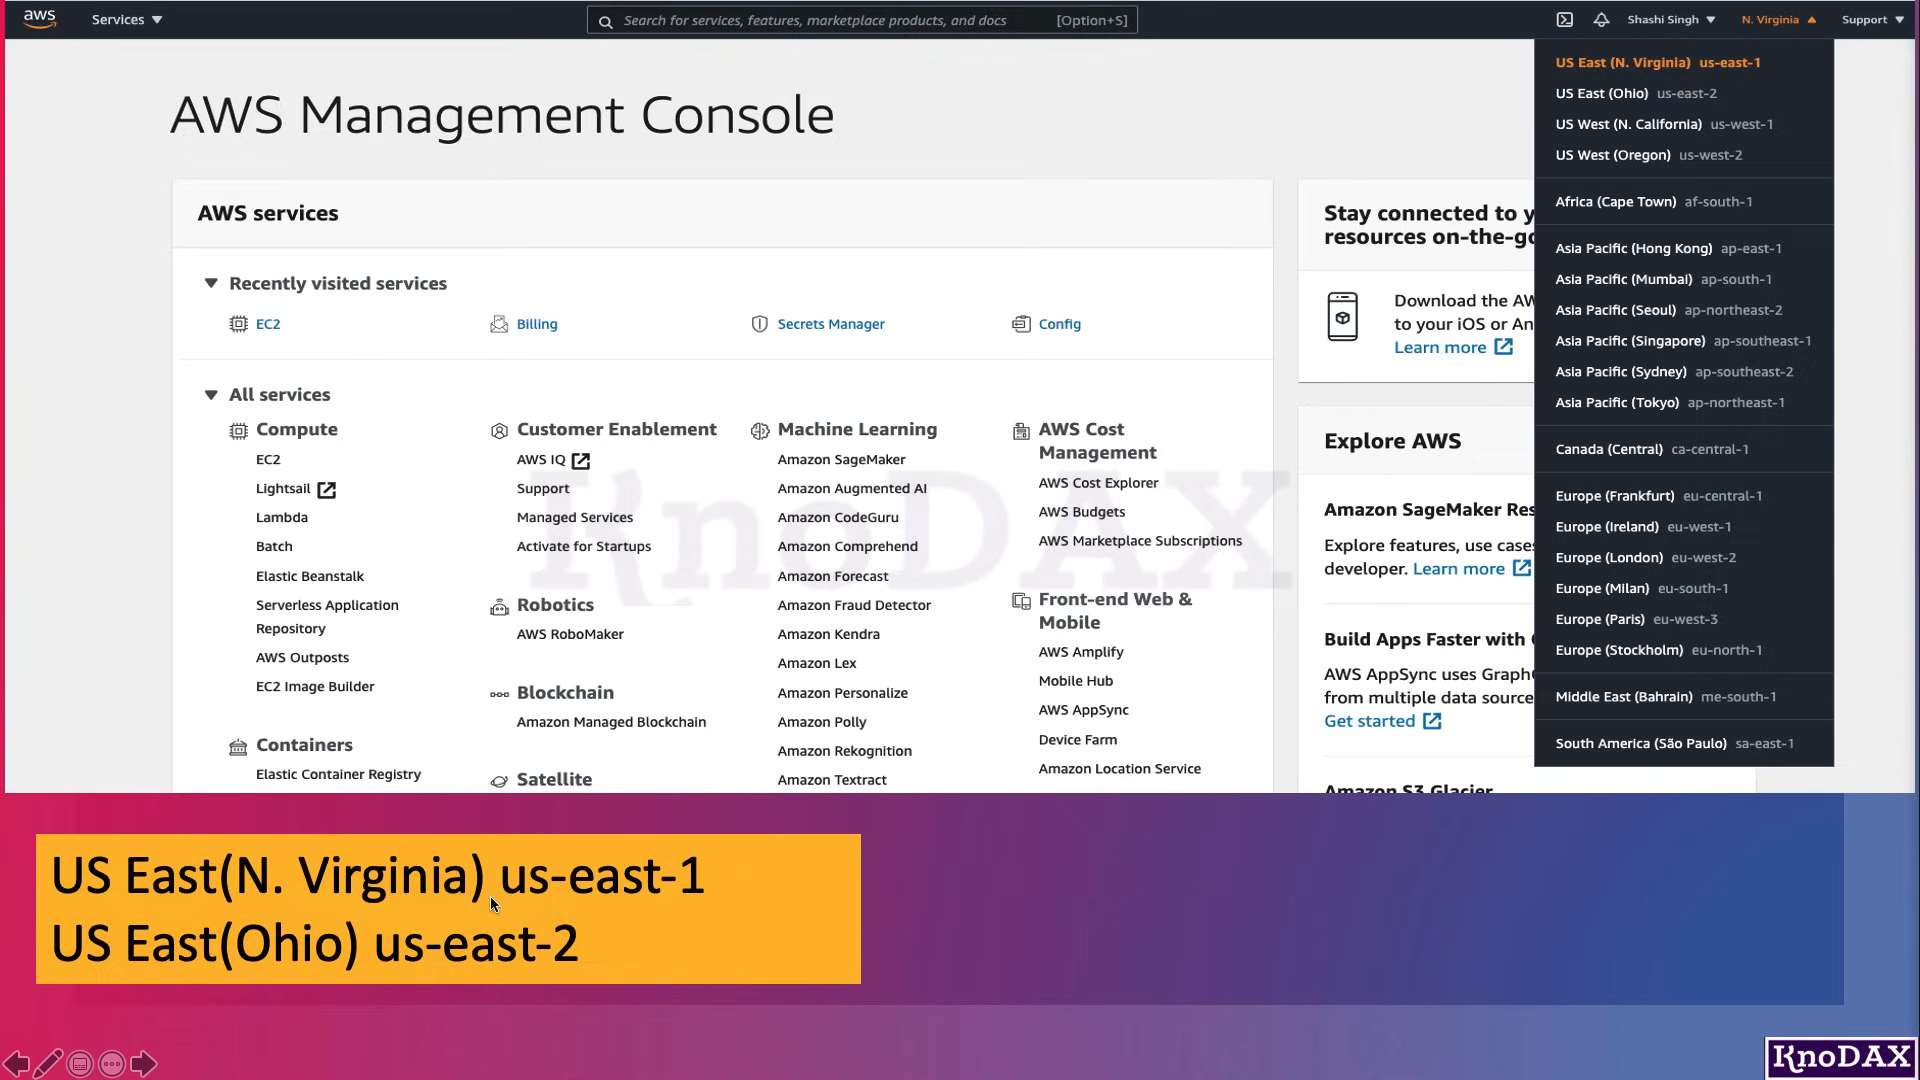 aws
Services
Search for services, features, marketplace products, and docs [Option+S]
Shashi Singh
N. Virginia
Support
AWS Management Console
AWS services
Recently visited services
EC2
Billing
Secrets Manager
Config
All services
Compute
EC2
Lightsail
Lambda
Batch
Elastic Beanstalk
Serverless Application
Repository
AWS Outposts
EC2 Image Builder
Containers
Elastic Container Registry
Customer Enablement
AWS IQ
Support
Managed Services
Activate for Startups
Robotics
AWS RoboMaker
Blockchain
Amazon Managed Blockchain
Satellite
Machine Learning
Amazon SageMaker
Amazon Augmented AI
Amazon CodeGuru
Amazon Comprehend
Amazon Forecast
Amazon Fraud Detector
Amazon Kendra
Amazon Lex
Amazon Personalize
Amazon Polly
Amazon Rekognition
Amazon Textract
AWS Cost
Management
AWS Cost Explorer
AWS Budgets
AWS Marketplace Subscriptions
Front-end Web &
Mobile
AWS Amplify
Mobile Hub
AWS AppSync
Device Farm
Amazon Location Service
KnoDAX
Stay connected to y
resources on-the-go
Download the AW
to your iOS or An
Learn more
Explore AWS
Amazon SageMaker Res
Explore features, use cases
developer. Learn more
Build Apps Faster with
AWS AppSync uses Graph
from multiple data source
Get started
Amazon S3 Glacier
US East (N. Virginia) us-east-1
US East (Ohio) us-east-2
US West (N. California) us-west-1
US West (Oregon) us-west-2
Africa (Cape Town) af-south-1
Asia Pacific (Hong Kong) ap-east-1
Asia Pacific (Mumbai) ap-south-1
Asia Pacific (Seoul) ap-northeast-2
Asia Pacific (Singapore) ap-southeast-1
Asia Pacific (Sydney) ap-southeast-2
Asia Pacific (Tokyo) ap-northeast-1
Canada (Central) ca-central-1
Europe (Frankfurt) eu-central-1
Europe (Ireland) eu-west-1
Europe (London) eu-west-2
Europe (Milan) eu-south-1
Europe (Paris) eu-west-3
Europe (Stockholm) eu-north-1
Middle East (Bahrain) me-south-1
South America (São Paulo) sa-east-1
US East(N. Virginia) us-east-1
US East(Ohio) us-east-2
KnoDAX